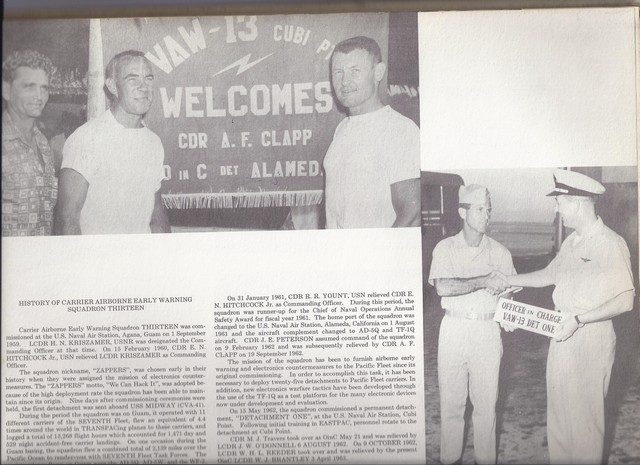 VAW-13 CUBI P
WELCOMES
CDR A. F. CLAPP
O IN C DET ALAMED.
OFFICER IN CHARGE
VAW-13 DET ONE
HISTORY OF CARRIER AIRBORNE EARLY WARNING
SQUADRON THIRTEEN
Carrier Airborne Early Warning Squadron THIRTEEN was com-
missioned at the U.S. Naval Air Station, Agana, Guam on 1 September
1959. LCDR H. N. KRISZAMER, USNR was designated the Com-
manding Officer at that time. On 15 February 1960, CDR E. N.
HITCHCOCK Jr., USN relieved LCDR KRISZAMER as Commanding
Officer.
The squadron nickname, "ZAPPERS", was chosen early in their
history when they were assigned the mission of electronic counter-
measures. The "ZAPPERS" motto, "We Can Hack It", was adopted be-
cause of the high deployment rate the squadron has been able to main-
tain since its origin. Nine days after commissioning ceremonies were
held, the first detachment was sent aboard USS MIDWAY (CVA-41).
During the period the squadron was on Guam, it operated with 11
different carriers of the SEVENTH Fleet, flew an equivalent of 4.4
times around the world in TRANSPACing planes to these carriers, and
logged a total of 13,268 flight hours which accounted for 1,471 day and
529 night accident-free carrier landings. On one occasion during the
Guam basing, the squadron flew a combined total of 3,139 miles over the
Pacific Ocean to rendezvous with SEVENTH Fleet Task Forces. The
On 31 January 1961, CDR R. B. YOUNT, USN relieved CDR E.
N. HITCHCOCK Jr. as Commanding Officer. During this period, the
squadron was runner-up for the Chief of Naval Operations Annual
Safety Award for fiscal year 1961. The home port of the squadron was
changed to the U.S. Naval Air Station, Alameda, California on 1 August
1961 and the aircraft complement changed to AD-5Q and TF-1Q
aircraft. CDR J. E. PETERSON assumed command of the squadron
on 9 February 1962 and was subsequently relieved by CDR A. F.
CLAPP on 19 September 1962.
The mission of the squadron has been to furnish airborne early
warning and electronics countermeasures to the Pacific Fleet since its
original commissioning. In order to accomplish this task, it has been
necessary to deploy twenty-five detachments to Pacific Fleet carriers. In
addition, new electronics warfare tactics have been developed through
the use of the TF-1Q as a test platform for the many electronic devices
now under development and evaluation.
On 15 May 1962, the squadron commissioned a permanent detach-
ment, "DETACHMENT ONE", at the U.S. Naval Air Station, Cubi
Point. Following initial training in EASTPAC, personnel rotate to the
detachment at Cubi Point.
CDR M. J. Travers took over as OinC May 21 and was relieved by
LCDR J. W. O'DONNELL 6 AUGUST 1962. On 9 OCTOBER 1962,
LCDR W. H. L. REEDER took over and was relieved by the present
OinC LCDR W. J. BRANTLEY 3 April 1963.